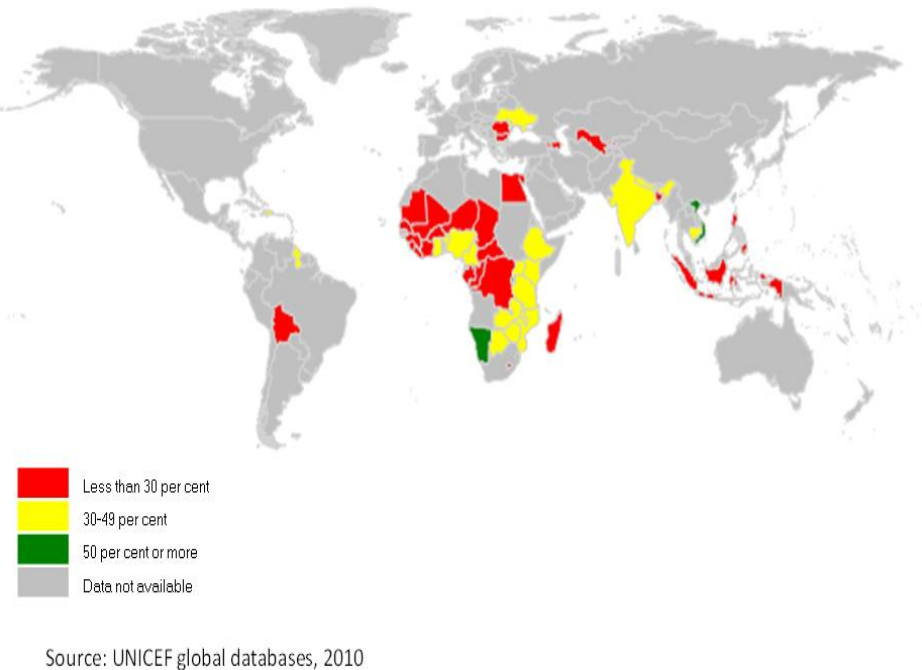 Less than 30 per cent
30-49 per cent
50 per cent or more
Data not available
Source: UNICEF global databases, 2010